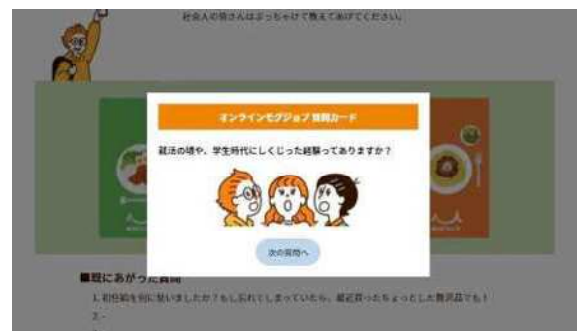 社会人の皆さんはぶっちゃけて教えてあげてください。
オンラインモグジョブ 質問カード
就活の頃や、学生時代にしくじった経験ってありますか?
次の質問へ
■既にあがった質問
1. 初任給を何に使いましたか?もし忘れてしまっていたら、最近買ったちょっとした贅沢品でも!
2. -